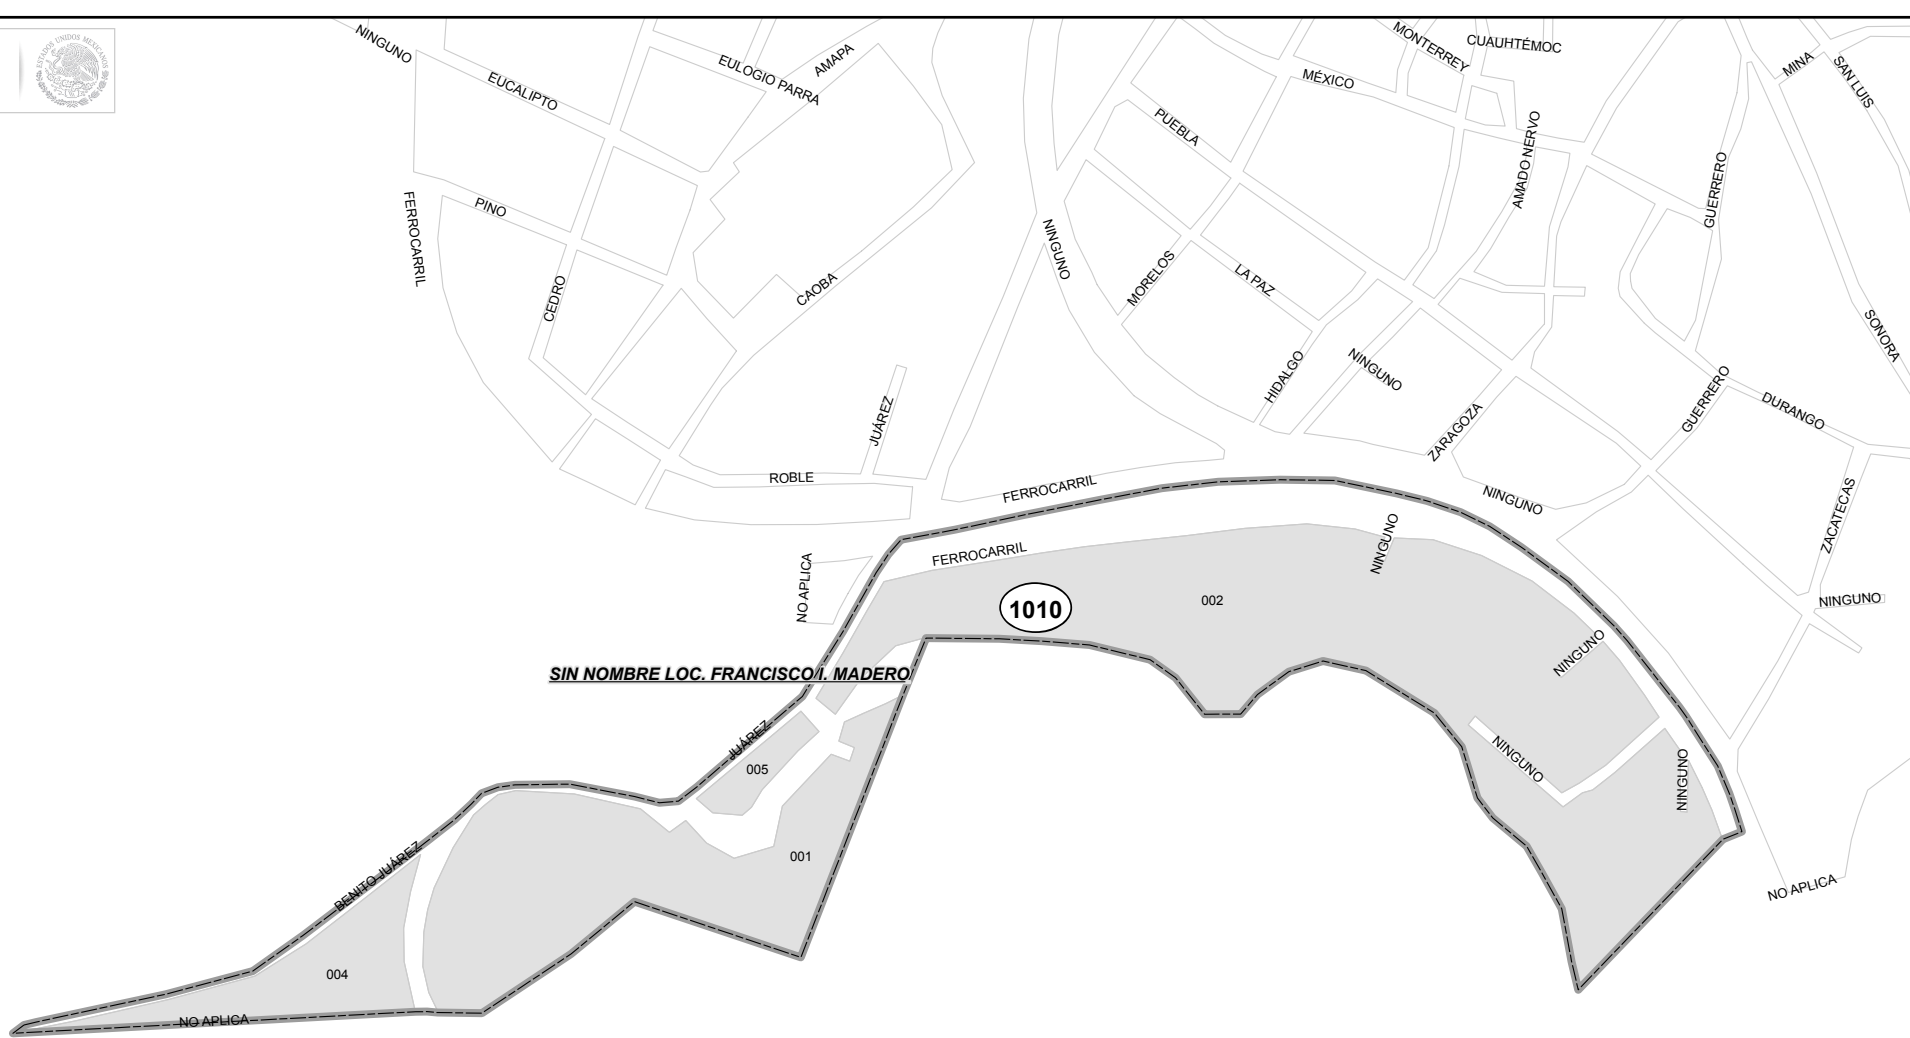 ESTADOS UNIDOS MEXICANOS
NINGUNO
EUCALIPTO
EULOGIO PARRA
AMAPA
MONTERREY
CUAUHTÉMOC
MÉXICO
MINA
SAN LUIS
PUEBLA
AMADO NERVO
GUERRERO
FERROCARRIL
PINO
CEDRO
CAOBA
NINGUNO
MORELOS
LA PAZ
HIDALGO
NINGUNO
SONORA
JUÁREZ
ZARAGOZA
GUERRERO
DURANGO
ROBLE
FERROCARRIL
NINGUNO
ZACATECAS
NO APLICA
FERROCARRIL
NINGUNO
1010
002
NINGUNO
NINGUNO
SIN NOMBRE LOC. FRANCISCO I. MADERO
JUÁREZ
005
NINGUNO
NINGUNO
001
BENITO JUÁREZ
NO APLICA
004
NO APLICA